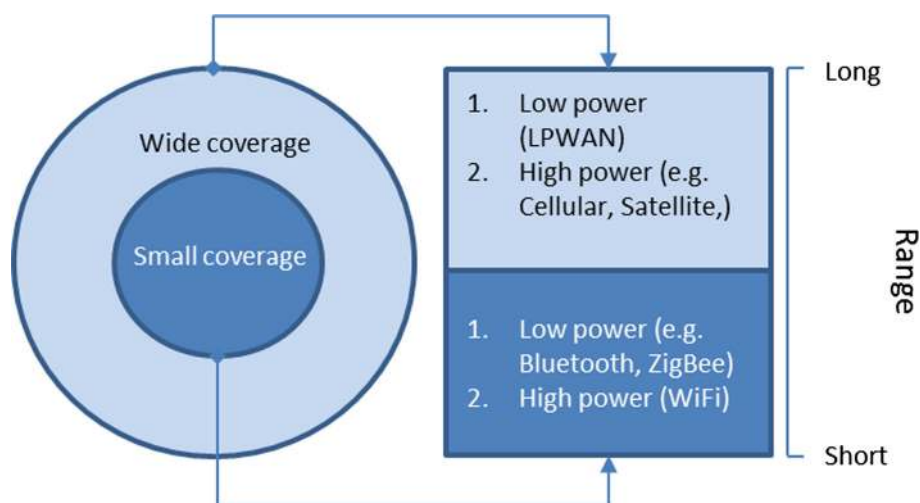 Wide coverage
Small coverage
1. Low power
(LPWAN)
2. High power (e.g.
Cellular, Satellite,)
1. Low power (e.g.
Bluetooth, ZigBee)
2. High power (WiFi)
Long
Range
Short